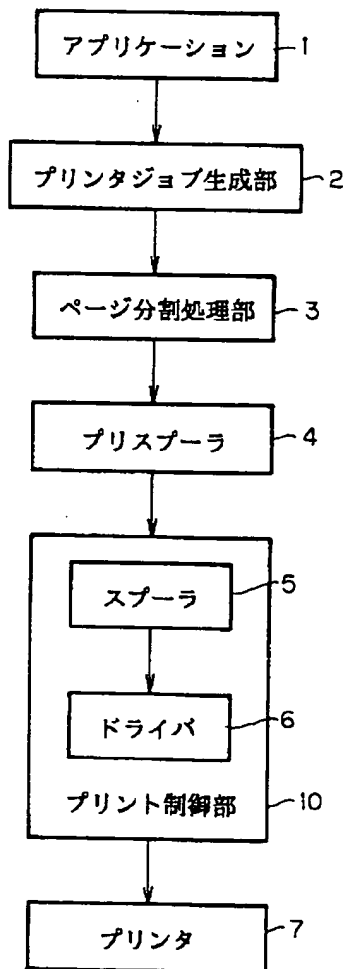 アプリケーション 1
プリンタジョブ生成部 2
ページ分割処理部 3
プリスプーラ 4
スプーラ 5
ドライバ 6
プリント制御部 10
プリンタ 7